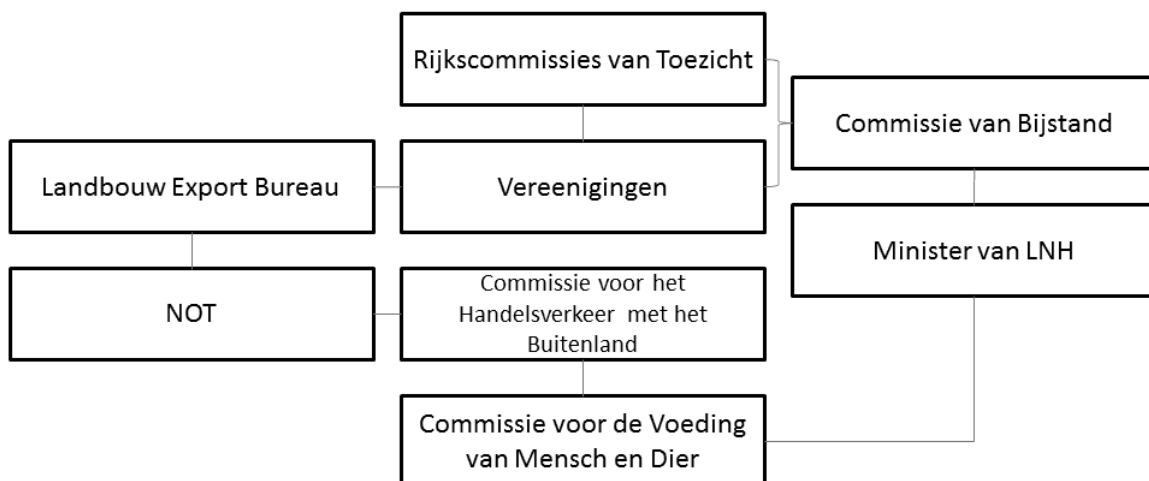 Rijkscommissies van Toezicht
Commissie van Bijstand
Landbouw Export Bureau
Vereenigingen
Minister van LNH
NOT
Commissie voor het
Handelsverkeer met het
Buitenland
Commissie voor de Voeding
van Mensch en Dier